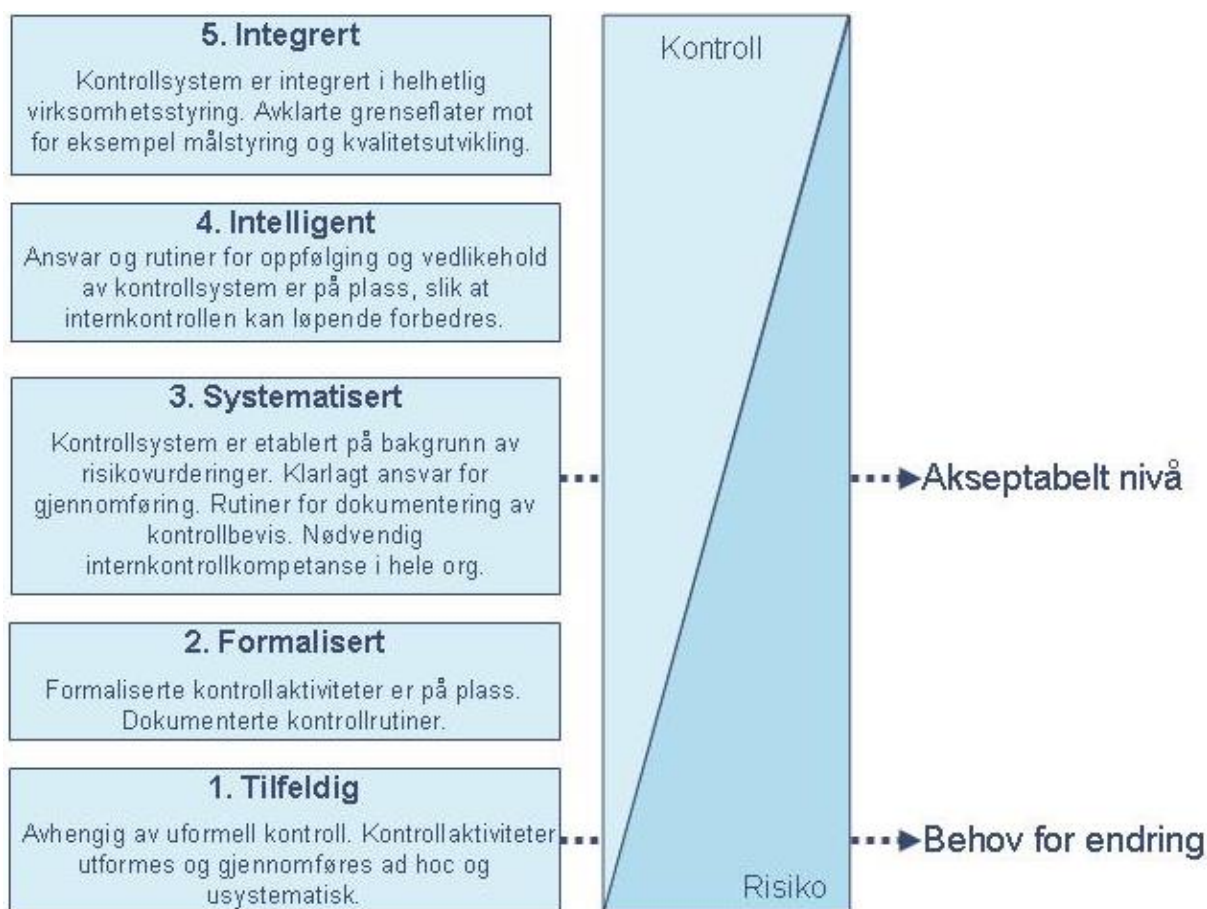 5. Integrert
Kontrollsystem er integrert i helhetlig
virksomhetsstyring. Avklarte grenseflater mot
for eksempel målstyring og kvalitetsutvikling.
4. Intelligent
Ansvar og rutiner for oppfølging og vedlikehold
av kontrollsystem er på plass, slik at
internkontrollen kan løpende forbedres.
3. Systematisert
Kontrollsystem er etablert på bakgrunn av
risikovurderinger. Klarlagt ansvar for
gjennomføring. Rutiner for dokumentering av
kontrollbevis. Nødvendig
internkontrollkompetanse i hele org.
2. Formalisert
Formaliserte kontrollaktiviteter er på plass.
Dokumenterte kontrollrutiner.
1. Tilfeldig
Avhengig av uformell kontroll. Kontrollaktiviteter
utformes og gjennomføres ad hoc og
usystematisk.
Kontroll
Risiko
Akseptabelt nivå
Behov for endring